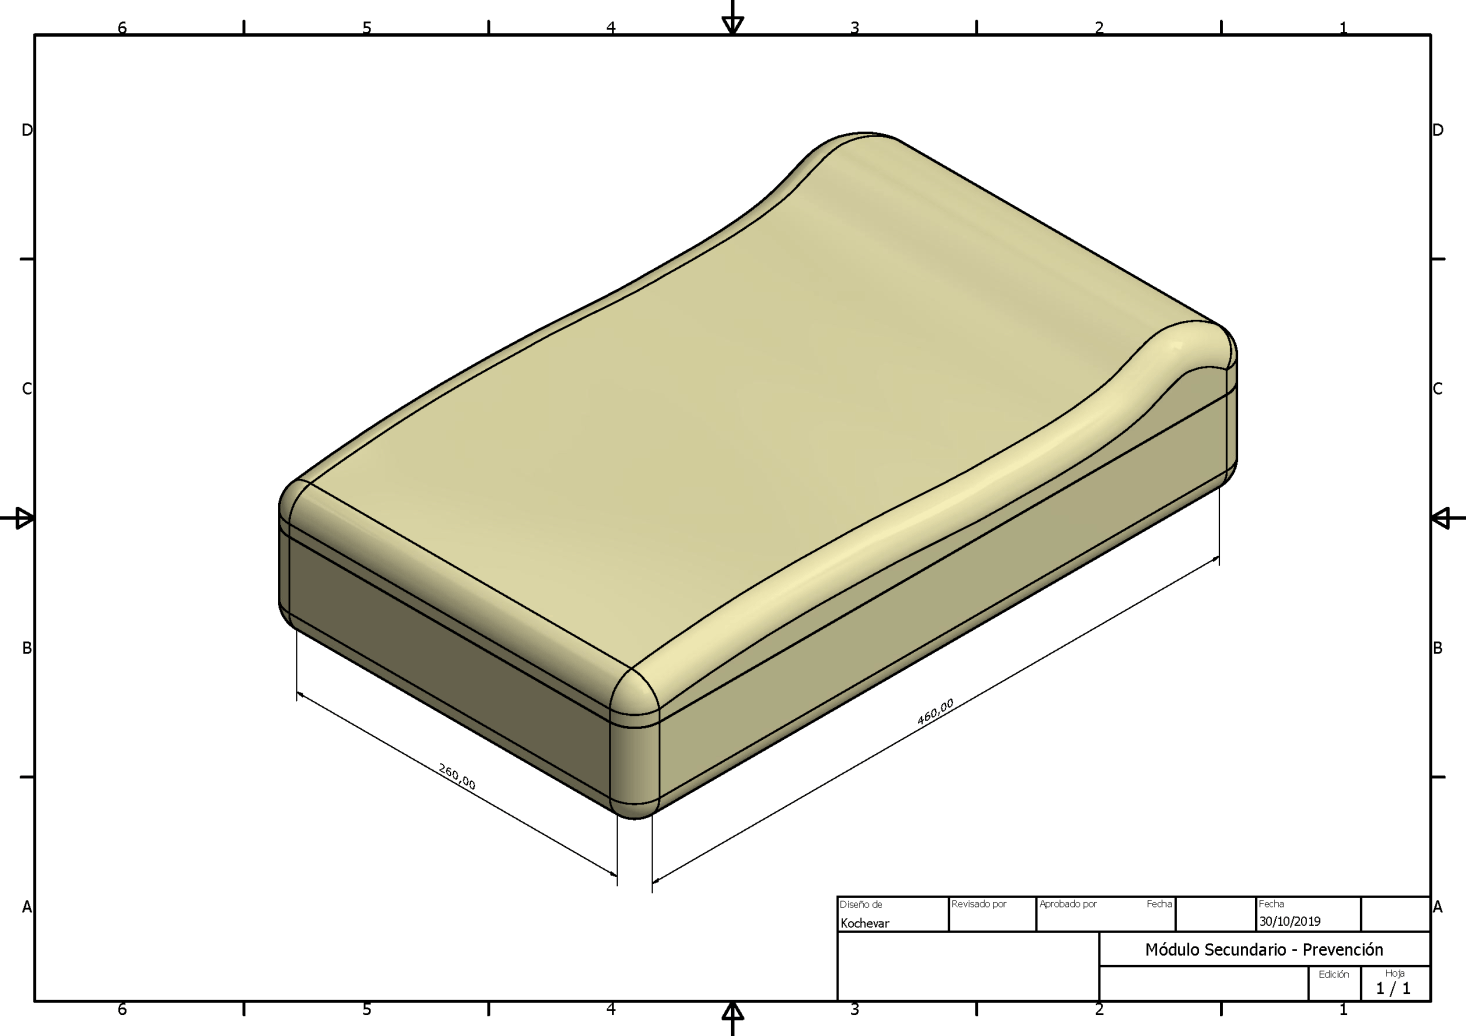 6 5 4 3 2 1
D D
C C
B B
460,00
260,00
A A
Diseño de Revisado por Aprobado por Fecha Fecha
Kochevar 30/10/2019
Módulo Secundario - Prevención
Edición Hoja
1 / 1
6 5 4 3 2 1